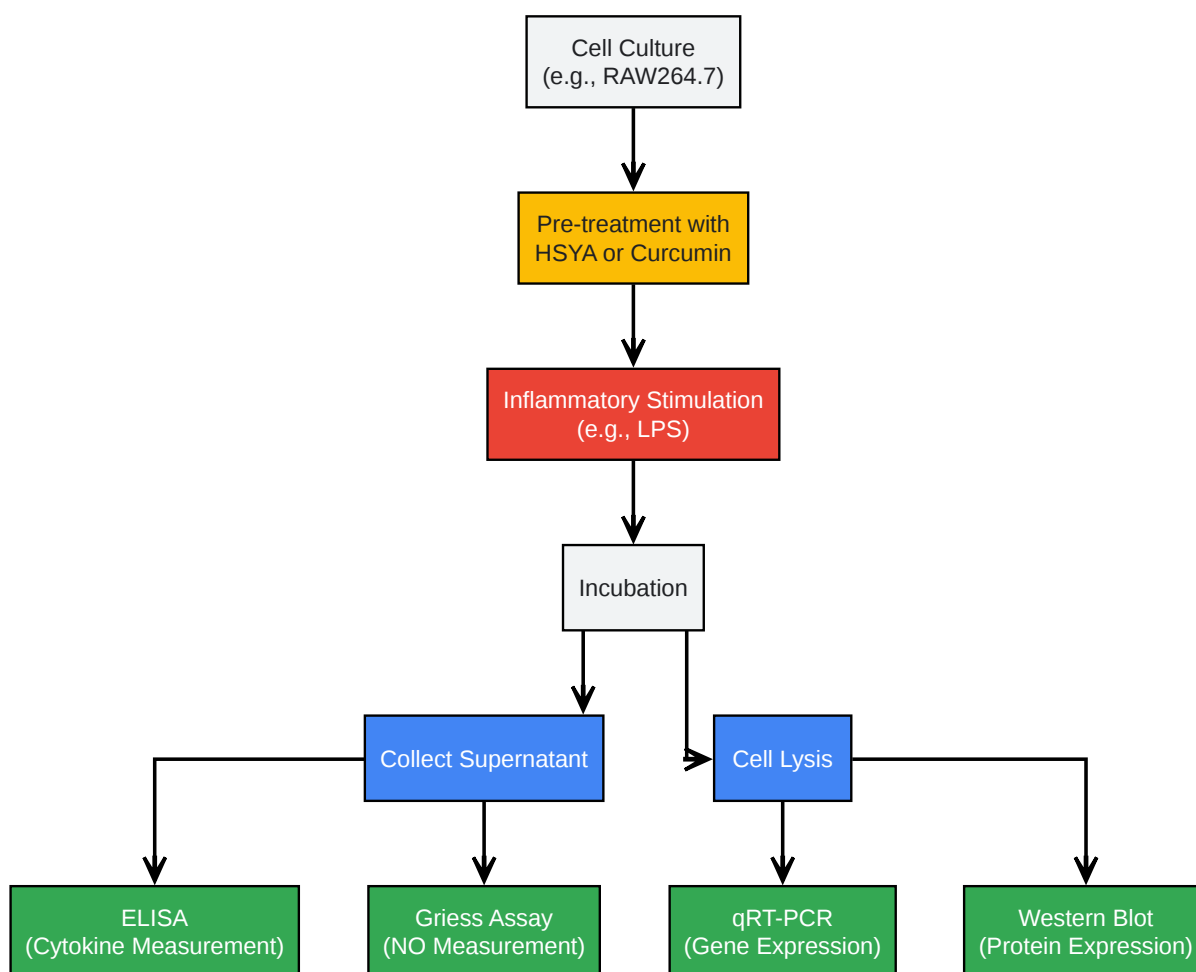 Cell Culture
(e.g., RAW264.7)
Pre-treatment with
HSYA or Curcumin
Inflammatory Stimulation
(e.g., LPS)
Incubation
Collect Supernatant
Cell Lysis
ELISA
(Cytokine Measurement)
Griess Assay
(NO Measurement)
qRT-PCR
(Gene Expression)
Western Blot
(Protein Expression)